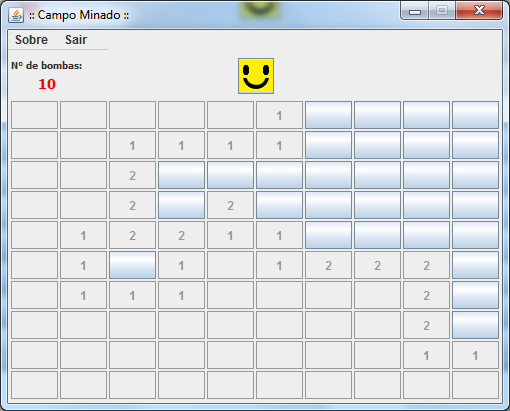 :: Campo Minado ::
Sobre Sair
Nº de bombas:
10
1
1 1 1 1
2
2 2
1 2 2 1 1
1 1 1 2 2 2
1 1 1 2
2
1 1